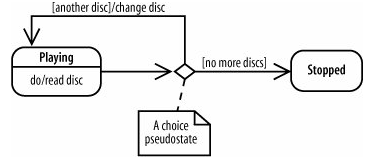 [another disc]/change disc
Playing
do/read disc
[no more discs]
Stopped
A choice
pseudostate